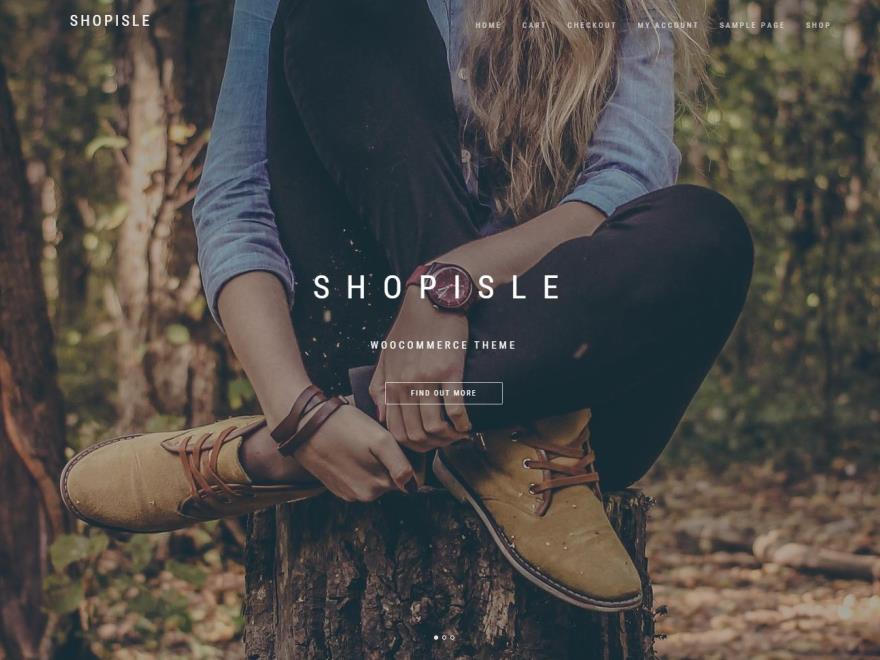 SHOPISLE
HOME CART CHECKOUT MY ACCOUNT SAMPLE PAGE SHOP
SHOPISLE
WOOCOMMERCE THEME
FIND OUT MORE